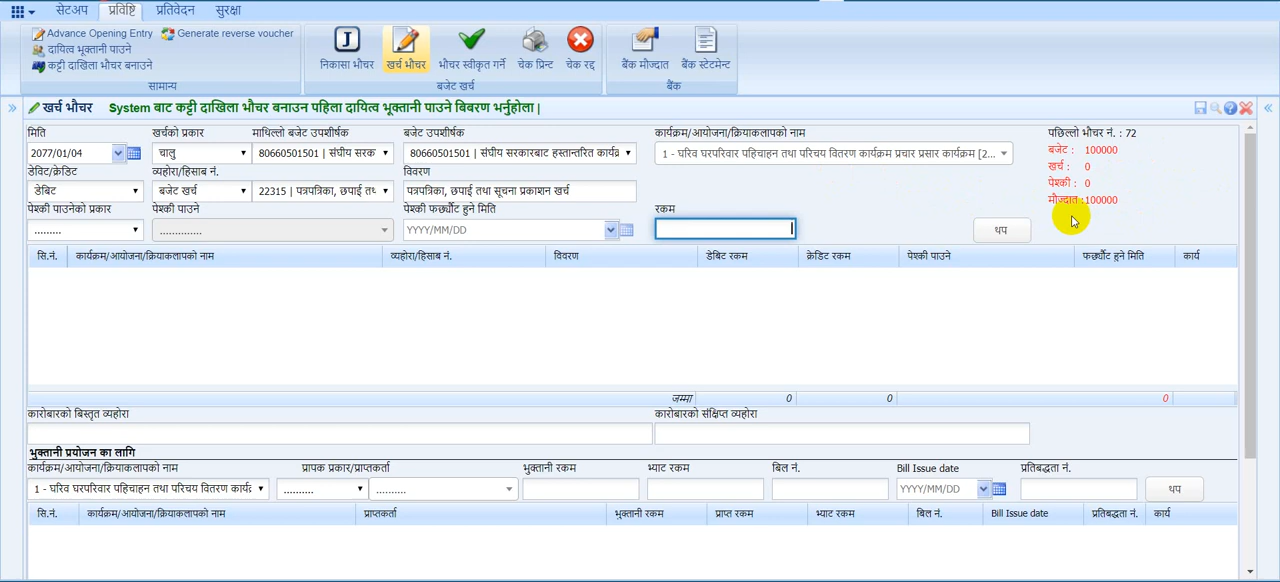 सेटअप प्रविष्टि प्रतिवेदन सुरक्षा
Advance Opening Entry Generate reverse voucher
दायित्व भूक्तानी पाउने
कट्टी दाखिला भौचर बनाउने
सामान्य
निकासा भौचर खर्च भौचर भौचर स्वीकृत गर्ने चेक प्रिन्ट चेक रद्द
बजेट खर्च
बैंक मौज्दात बैंक स्टेटमेन्ट
बैंक
खर्च भौचर System बाट कट्टी दाखिला भौचर बनाउन पहिला दायित्व भूक्तानी पाउने बिबरण भर्नुहोला |
मिति खर्चको प्रकार माथिल्लो बजेट उपशीर्षक बजेट उपशीर्षक कार्यक्रम/आयोजना/क्रियाकलापको नाम पछिल्लो भौचर नं. : 72
2077/01/04 चालु 80660501501 | संघीय सरक 80660501501 | संघीय सरकारबाट हस्तान्तरित कार्यक्र 1 - घरिव घरपरिवार पहिचाहन तथा परिचय वितरण कार्यक्रम प्रचार प्रसार कार्यक्रम [2...
बजेट : 100000
खर्च : 0
पेश्की : 0
मौज्दात :100000
डेविट/क्रेडिट व्यहोरा/हिसाब नं. विवरण
डेबिट बजेट खर्च 22315 | पत्रपत्रिका, छपाई तथ पत्रपत्रिका, छपाई तथा सूचना प्रकाशन खर्च
पेश्की पाउनेको प्रकार पेश्की पाउने पेश्की फर्छ्यौट हुने मिति रकम
......... .............. YYYY/MM/DD थप
सि.नं. कार्यक्रम/आयोजना/क्रियाकलापको नाम व्यहोरा/हिसाब नं. विवरण डेबिट रकम क्रेडिट रकम पेश्की पाउने फर्छ्यौट हुने मिति कार्य
जम्मा 0 0 0
कारोबारको बिस्तृत व्यहोरा कारोबारको संक्षिप्त व्यहोरा
भुक्तानी प्रयोजन का लागि
कार्यक्रम/आयोजना/क्रियाकलापको नाम प्रापक प्रकार/प्राप्तकर्ता भुक्तानी रकम भ्याट रकम बिल नं. Bill Issue date प्रतिबद्धता नं.
1 - घरिव घरपरिवार पहिचाहन तथा परिचय वितरण कार्यc .......... .......... YYYY/MM/DD थप
सि.नं. कार्यक्रम/आयोजना/क्रियाकलापको नाम प्राप्तकर्ता भुक्तानी रकम प्राप्त रकम भ्याट रकम बिल नं. Bill Issue date प्रतिबद्धता नं. कार्य